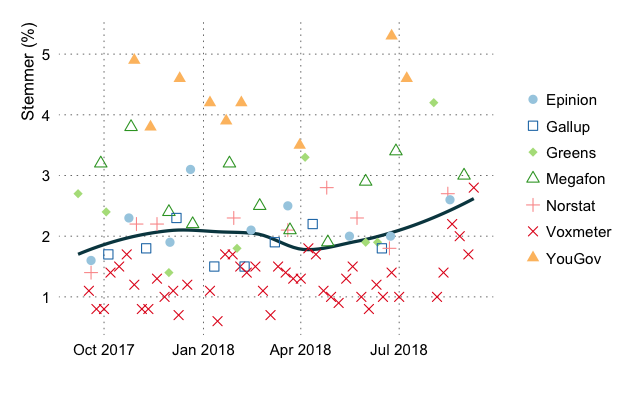 Stemmer (%)
5
4
3
2
1
Oct 2017
Jan 2018
Apr 2018
Jul 2018
Epinion
Gallup
Greens
Megafon
Norstat
Voxmeter
YouGov